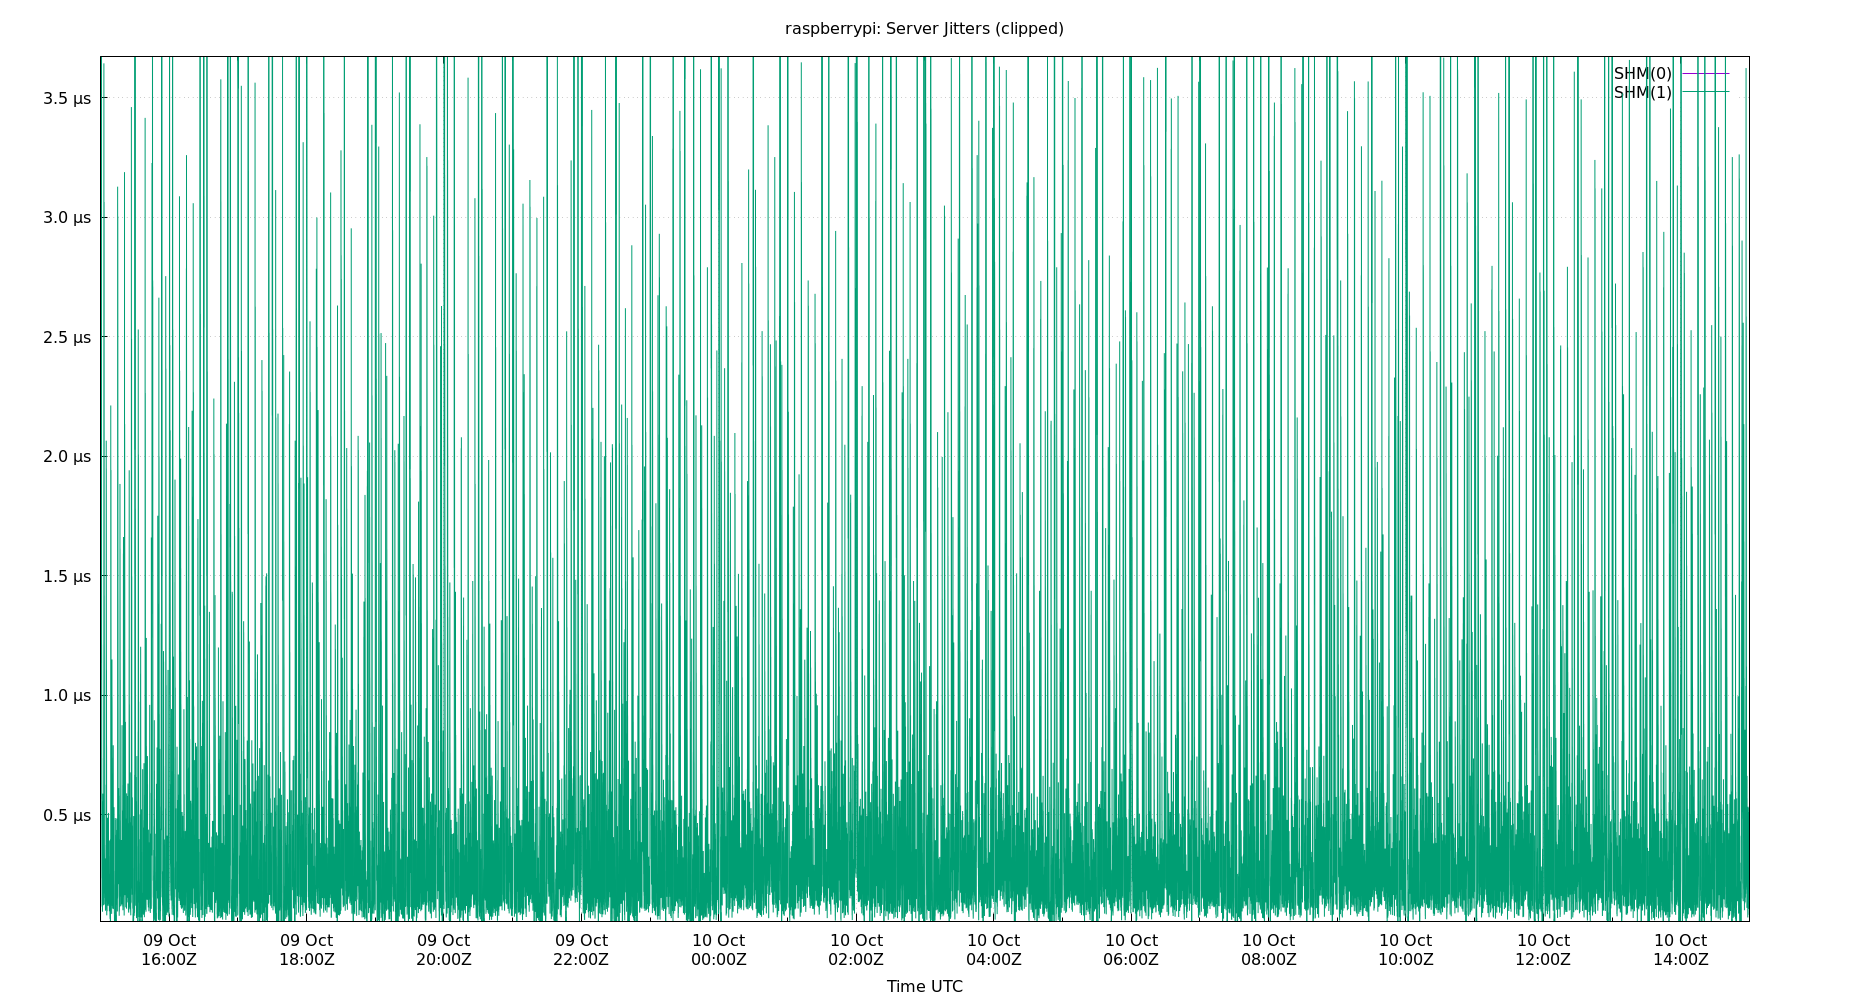 raspberrypi: Server Jitters (clipped)
SHM(0)
SHM(1)
3.5 µs
3.0 µs
2.5 µs
2.0 µs
1.5 µs
1.0 µs
0.5 µs
09 Oct 09 Oct 09 Oct 09 Oct 10 Oct 10 Oct 10 Oct 10 Oct 10 Oct 10 Oct 10 Oct 10 Oct
16:00Z 18:00Z 20:00Z 22:00Z 00:00Z 02:00Z 04:00Z 06:00Z 08:00Z 10:00Z 12:00Z 14:00Z
Time UTC